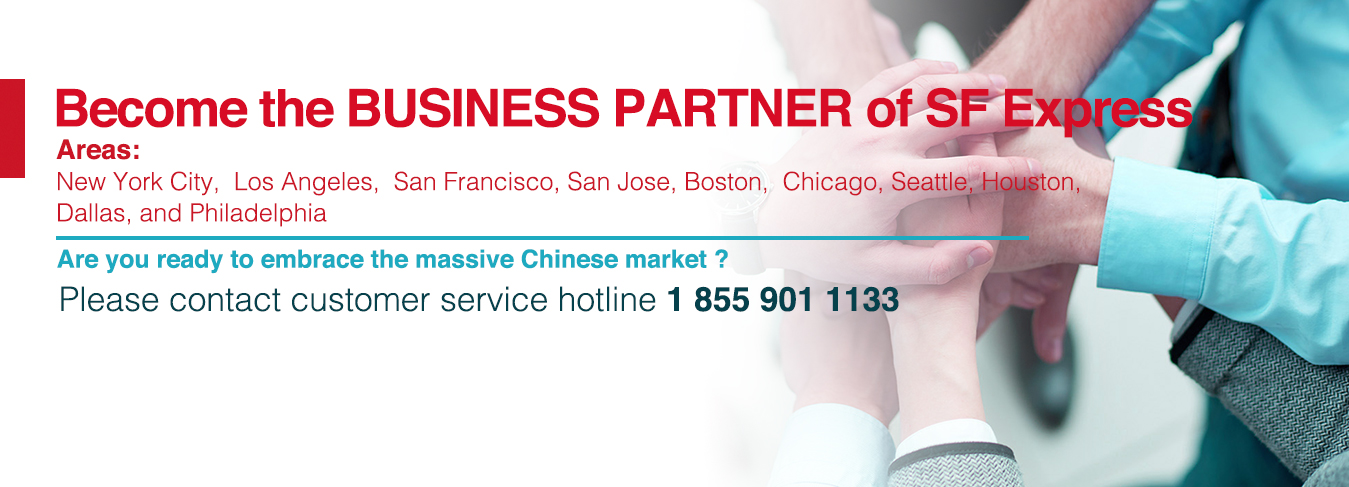 Become the BUSINESS PARTNER of SF Express
Areas:
New York City, Los Angeles, San Francisco, San Jose, Boston, Chicago, Seattle, Houston,
Dallas, and Philadelphia
Are you ready to embrace the massive Chinese market ?
Please contact customer service hotline 1 855 901 1133